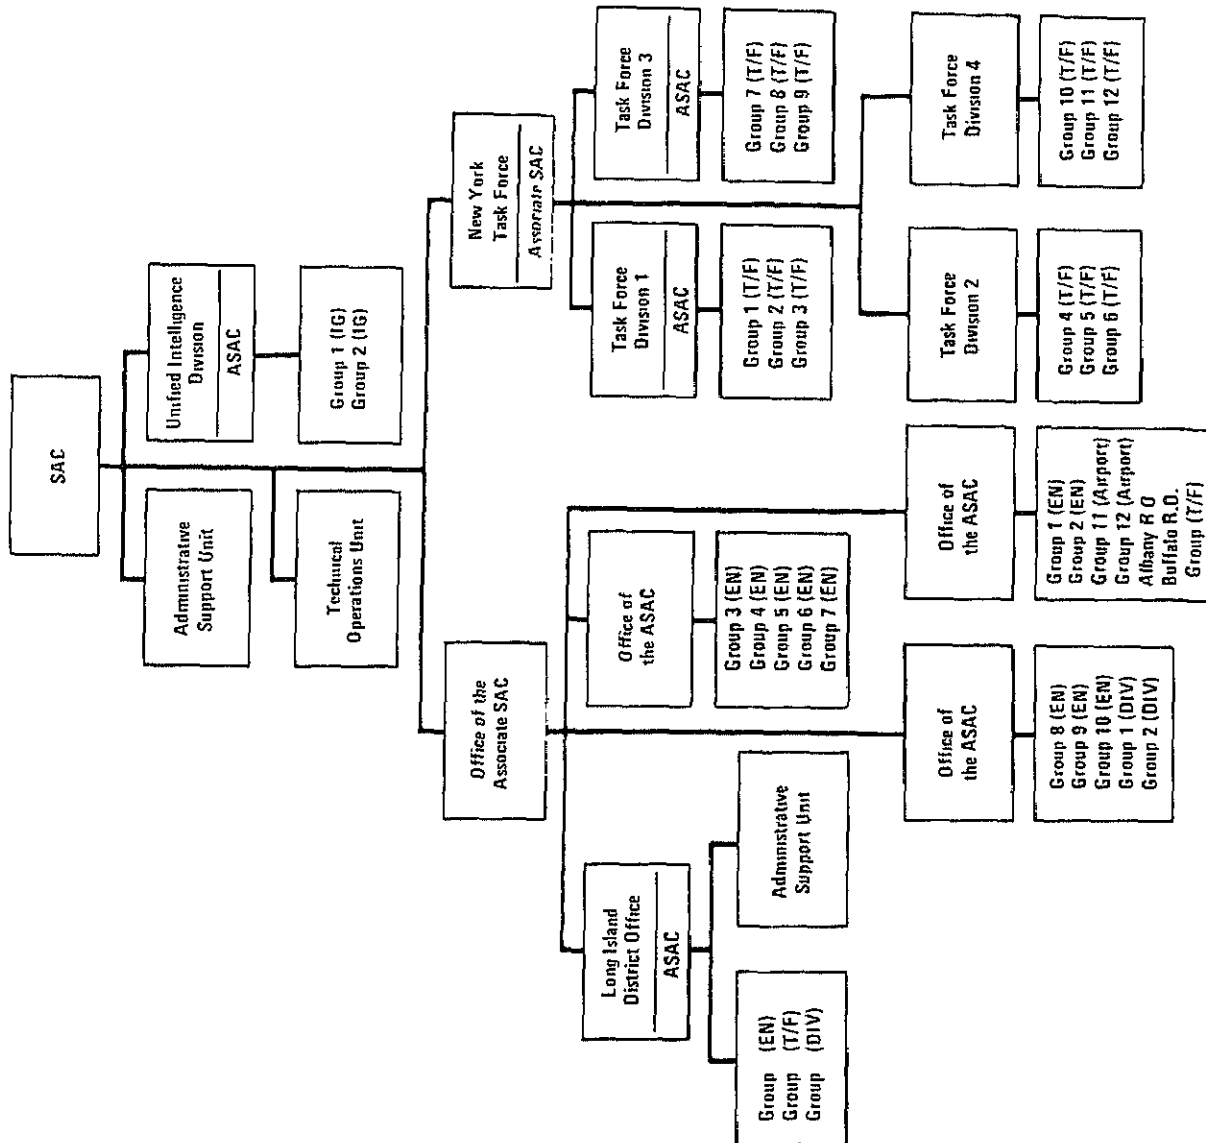 SAC
Administrative
Support Unit
Unified Intelligence
Division
ASAC
Technical
Operations Unit
Group 1 (IG)
Group 2 (IG)
Office of the
Associate SAC
New York
Task Force
Associate SAC
Long Island
District Office
ASAC
Office of
the ASAC
Task Force
Division 1
ASAC
Task Force
Division 3
ASAC
Group (EN)
Group (T/F)
Group (DIV)
Administrative
Support Unit
Group 3 (EN)
Group 4 (EN)
Group 5 (EN)
Group 6 (EN)
Group 7 (EN)
Group 1 (T/F)
Group 2 (T/F)
Group 3 (T/F)
Group 7 (T/F)
Group 8 (T/F)
Group 9 (T/F)
Office of
the ASAC
Office of
the ASAC
Task Force
Division 2
Task Force
Division 4
Group 8 (EN)
Group 9 (EN)
Group 10 (EN)
Group 1 (DIV)
Group 2 (DIV)
Group 1 (EN)
Group 2 (EN)
Group 11 (Airport)
Group 12 (Airport)
Albany R O
Buffalo R.O.
Group (T/F)
Group 4 (T/F)
Group 5 (T/F)
Group 6 (T/F)
Group 10 (T/F)
Group 11 (T/F)
Group 12 (T/F)